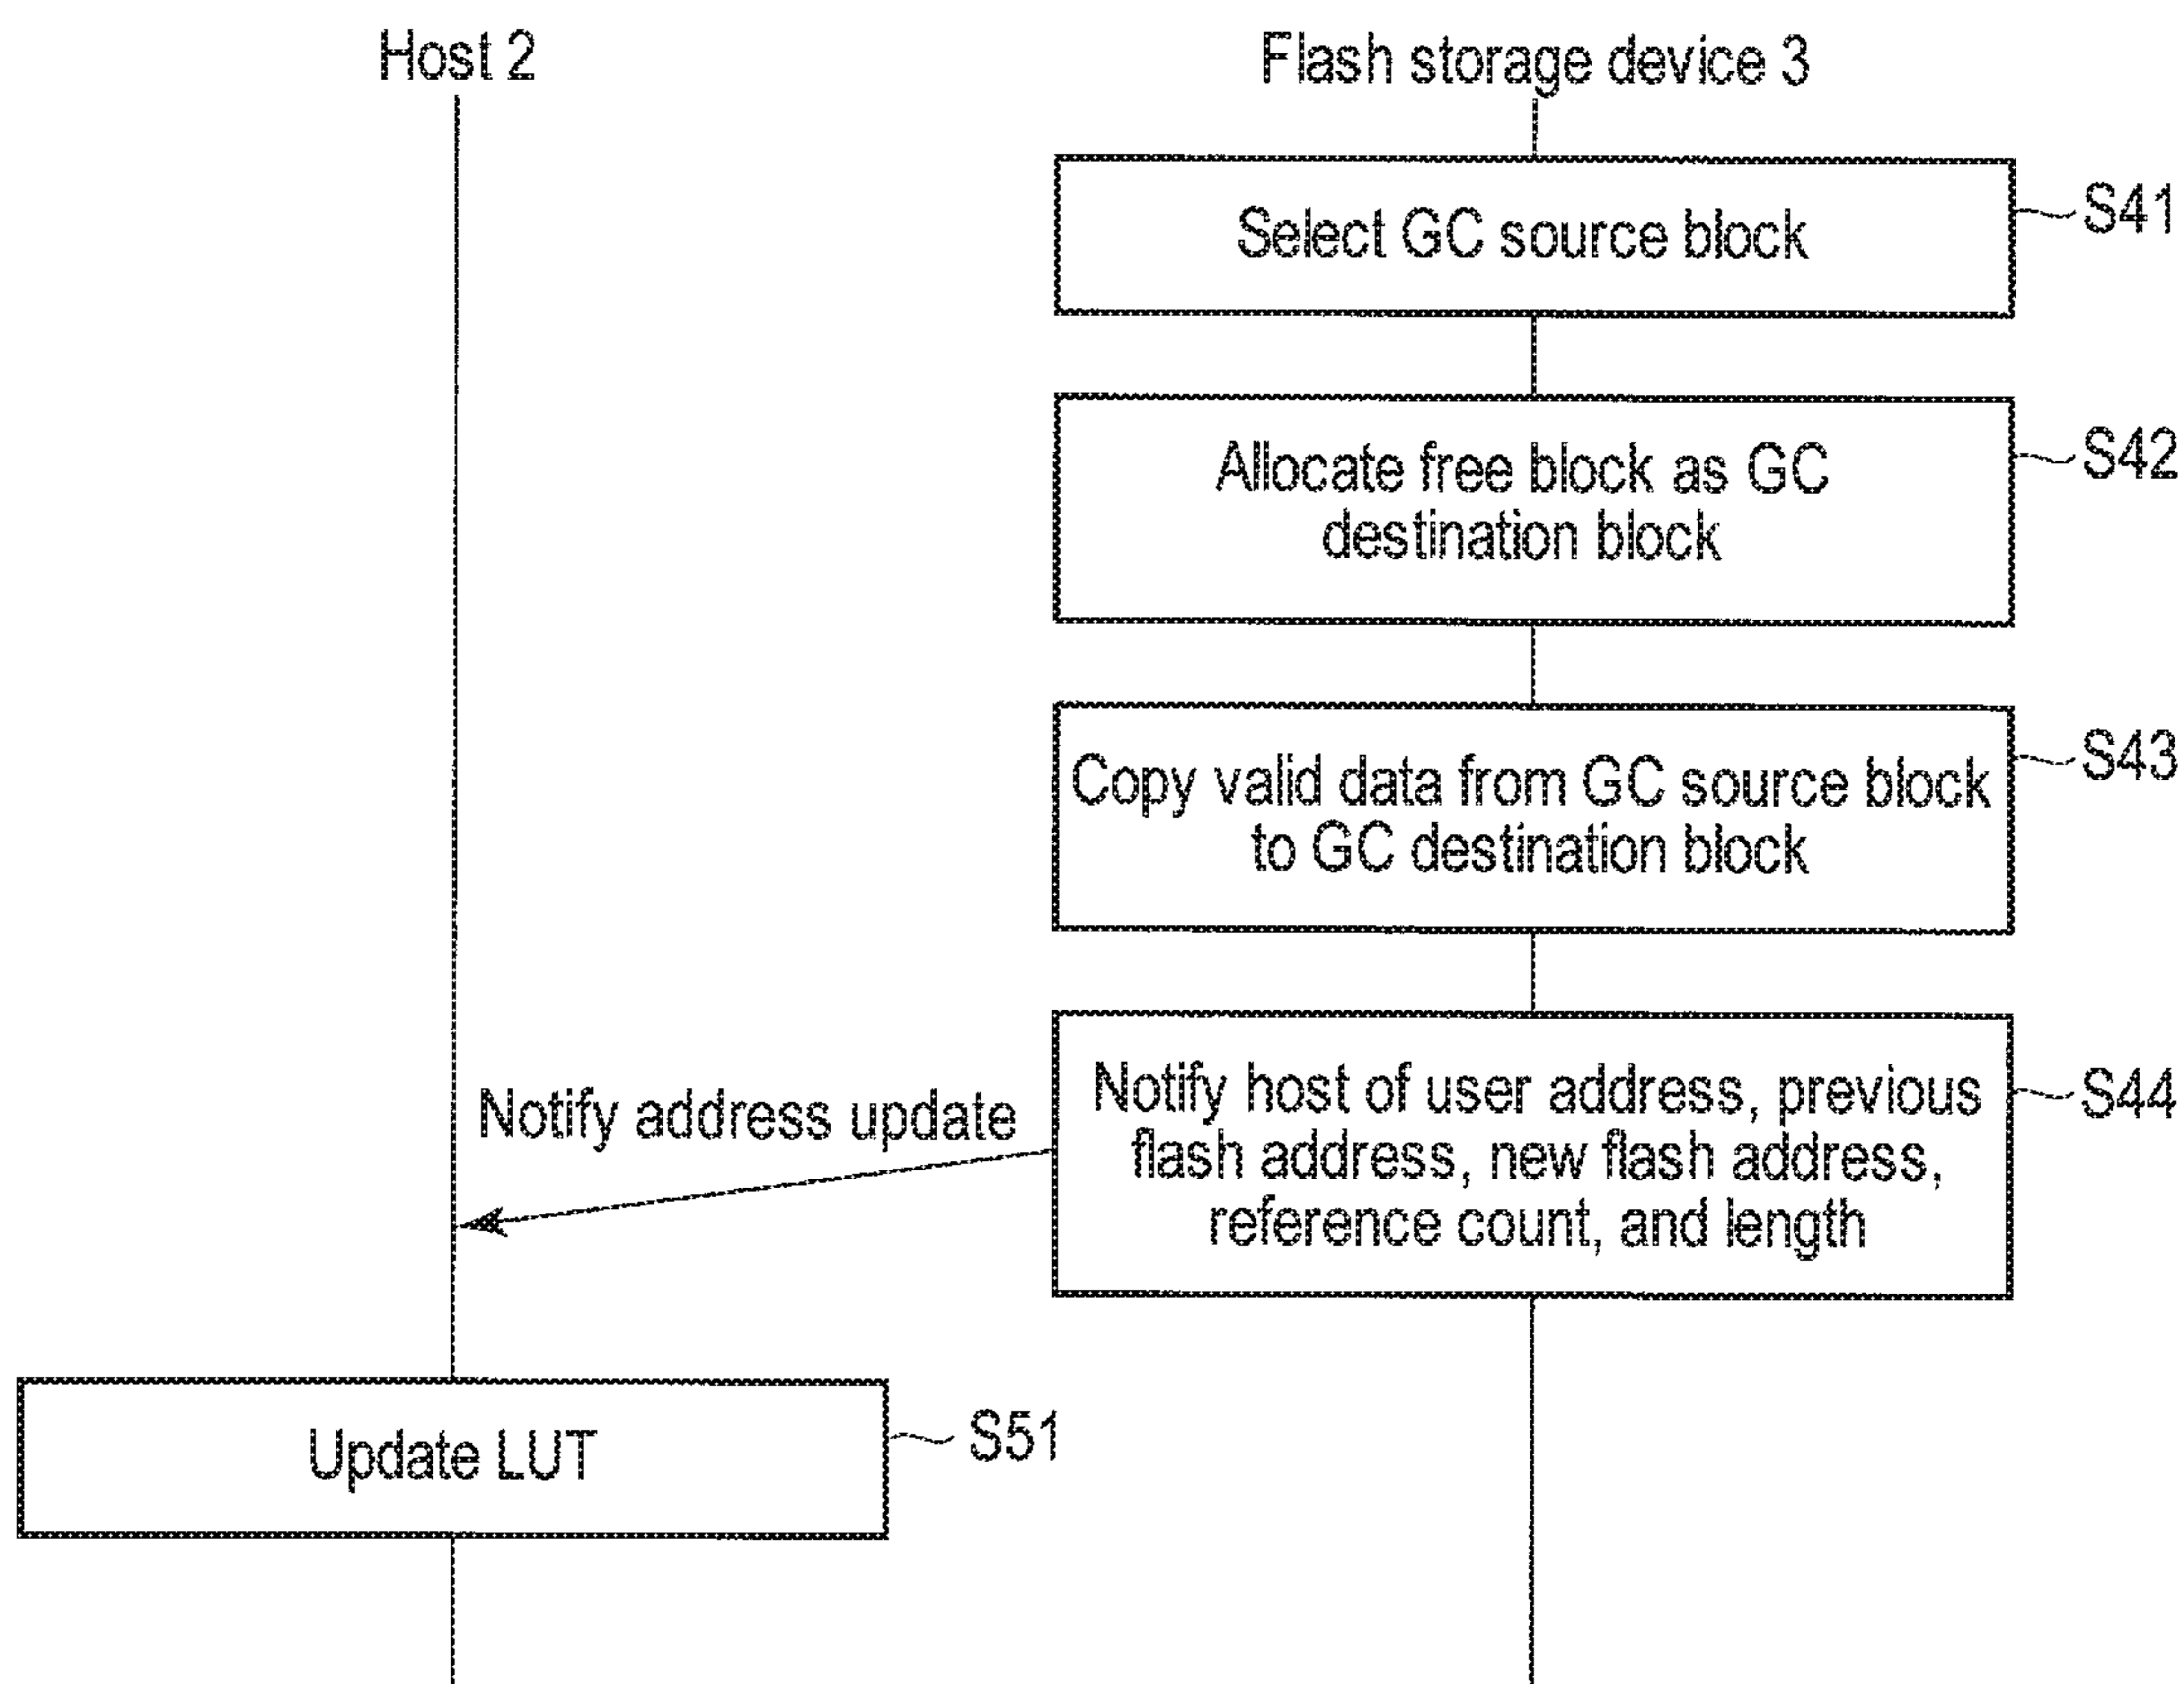 Host 2
Flash storage device 3
Select GC source block
S41
Allocate free block as GC
destination block
S42
Copy valid data from GC source block
to GC destination block
S43
Notify address update
Notify host of user address, previous
flash address, new flash address,
reference count, and length
S44
Update LUT
S51